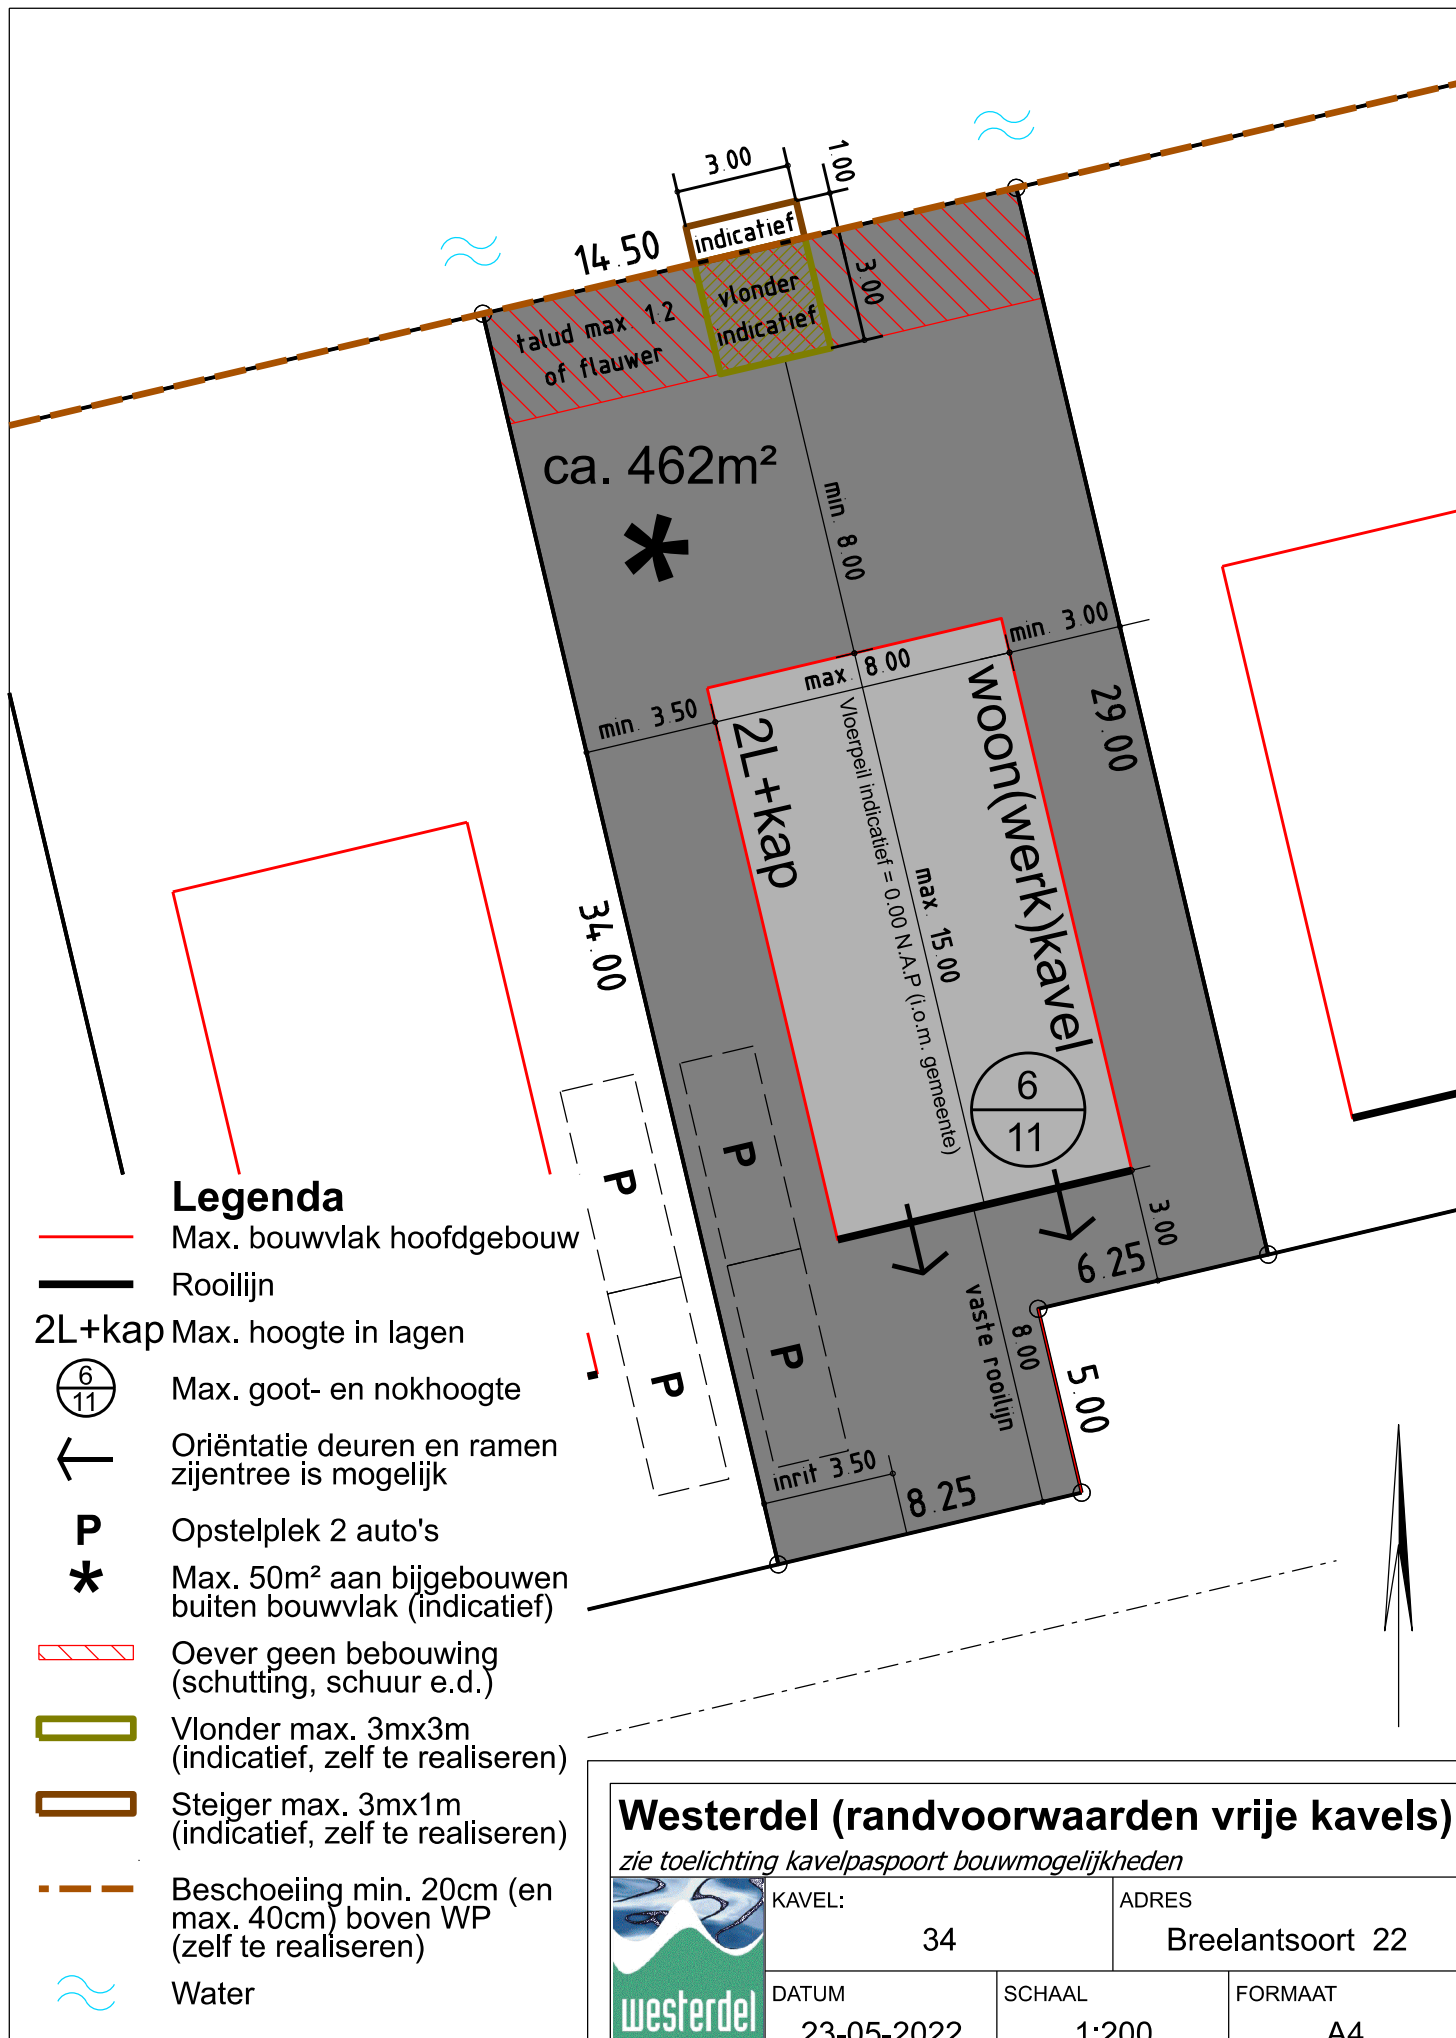 3.00
1.00
14.50
indicatief
3.00
vlonder
indicatief
talud max. 1:2
of flauwer
ca. 462m²
*
min. 8.00
min. 3.00
max. 8.00
min. 3.50
29.00
2L+kap
Vloerpeil indicatief = 0.00 N.A.P (i.o.m. gemeente)
woon(werk)kavel
max. 15.00
34.00
6
11
P
P
P
P
3.00
6.25
vaste rooilijn
8.00
5.00
inrit 3.50
8.25
Legenda
Max. bouwvlak hoofdgebouw
Rooilijn
2L+kap Max. hoogte in lagen
6
11
Max. goot- en nokhoogte
Oriëntatie deuren en ramen
zijentree is mogelijk
P Opstelplek 2 auto's
* Max. 50m² aan bijgebouwen
buiten bouwvlak (indicatief)
Oever geen bebouwing
(schutting, schuur e.d.)
Vlonder max. 3mx3m
(indicatief, zelf te realiseren)
Steiger max. 3mx1m
(indicatief, zelf te realiseren)
Beschoeiing min. 20cm (en
max. 40cm) boven WP
(zelf te realiseren)
Water
Westerdel (randvoorwaarden vrije kavels)
zie toelichting kavelpaspoort bouwmogelijkheden
westerdel
KAVEL:
34
ADRES
Breelantsoort 22
DATUM
23-05-2022
SCHAAL
1:200
FORMAAT
A4